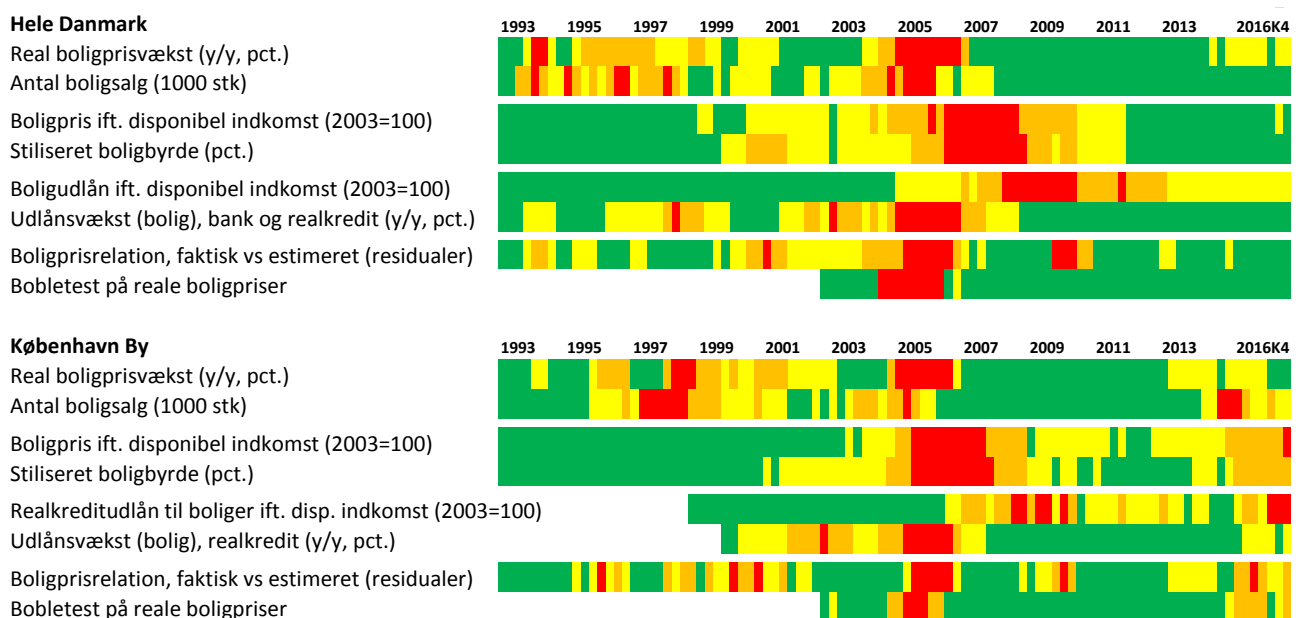 Hele Danmark 1993 1995 1997 1999 2001 2003 2005 2007 2009 2011 2013 2016K4
Real boligprisvækst (y/y, pct.)
Antal boligsalg (1000 stk)
Boligpris ift. disponibel indkomst (2003=100)
Stiliseret boligbyrde (pct.)
Boligudlån ift. disponibel indkomst (2003=100)
Udlånsvækst (bolig), bank og realkredit (y/y, pct.)
Boligprisrelation, faktisk vs estimeret (residualer)
Bobletest på reale boligpriser
København By 1993 1995 1997 1999 2001 2003 2005 2007 2009 2011 2013 2016K4
Real boligprisvækst (y/y, pct.)
Antal boligsalg (1000 stk)
Boligpris ift. disponibel indkomst (2003=100)
Stiliseret boligbyrde (pct.)
Realkreditudlån til boliger ift. disp. indkomst (2003=100)
Udlånsvækst (bolig), realkredit (y/y, pct.)
Boligprisrelation, faktisk vs estimeret (residualer)
Bobletest på reale boligpriser